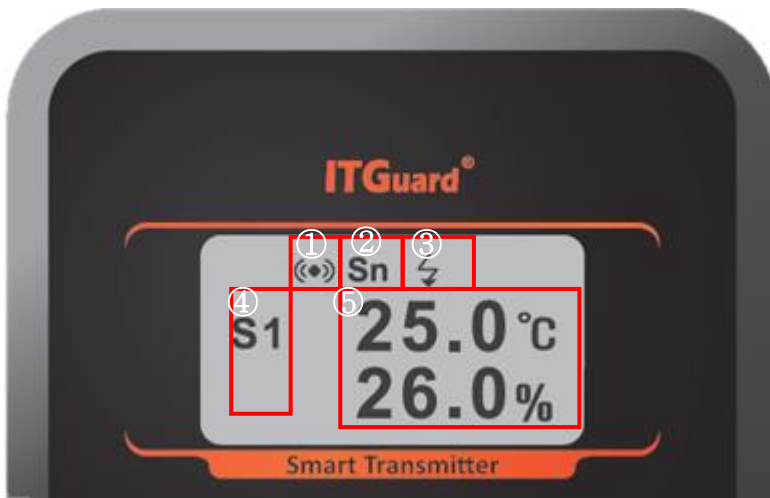 ITGuard®
① ② ③
Sn
④ ⑤
S1 25.0 °C
26.0 %
Smart Transmitter